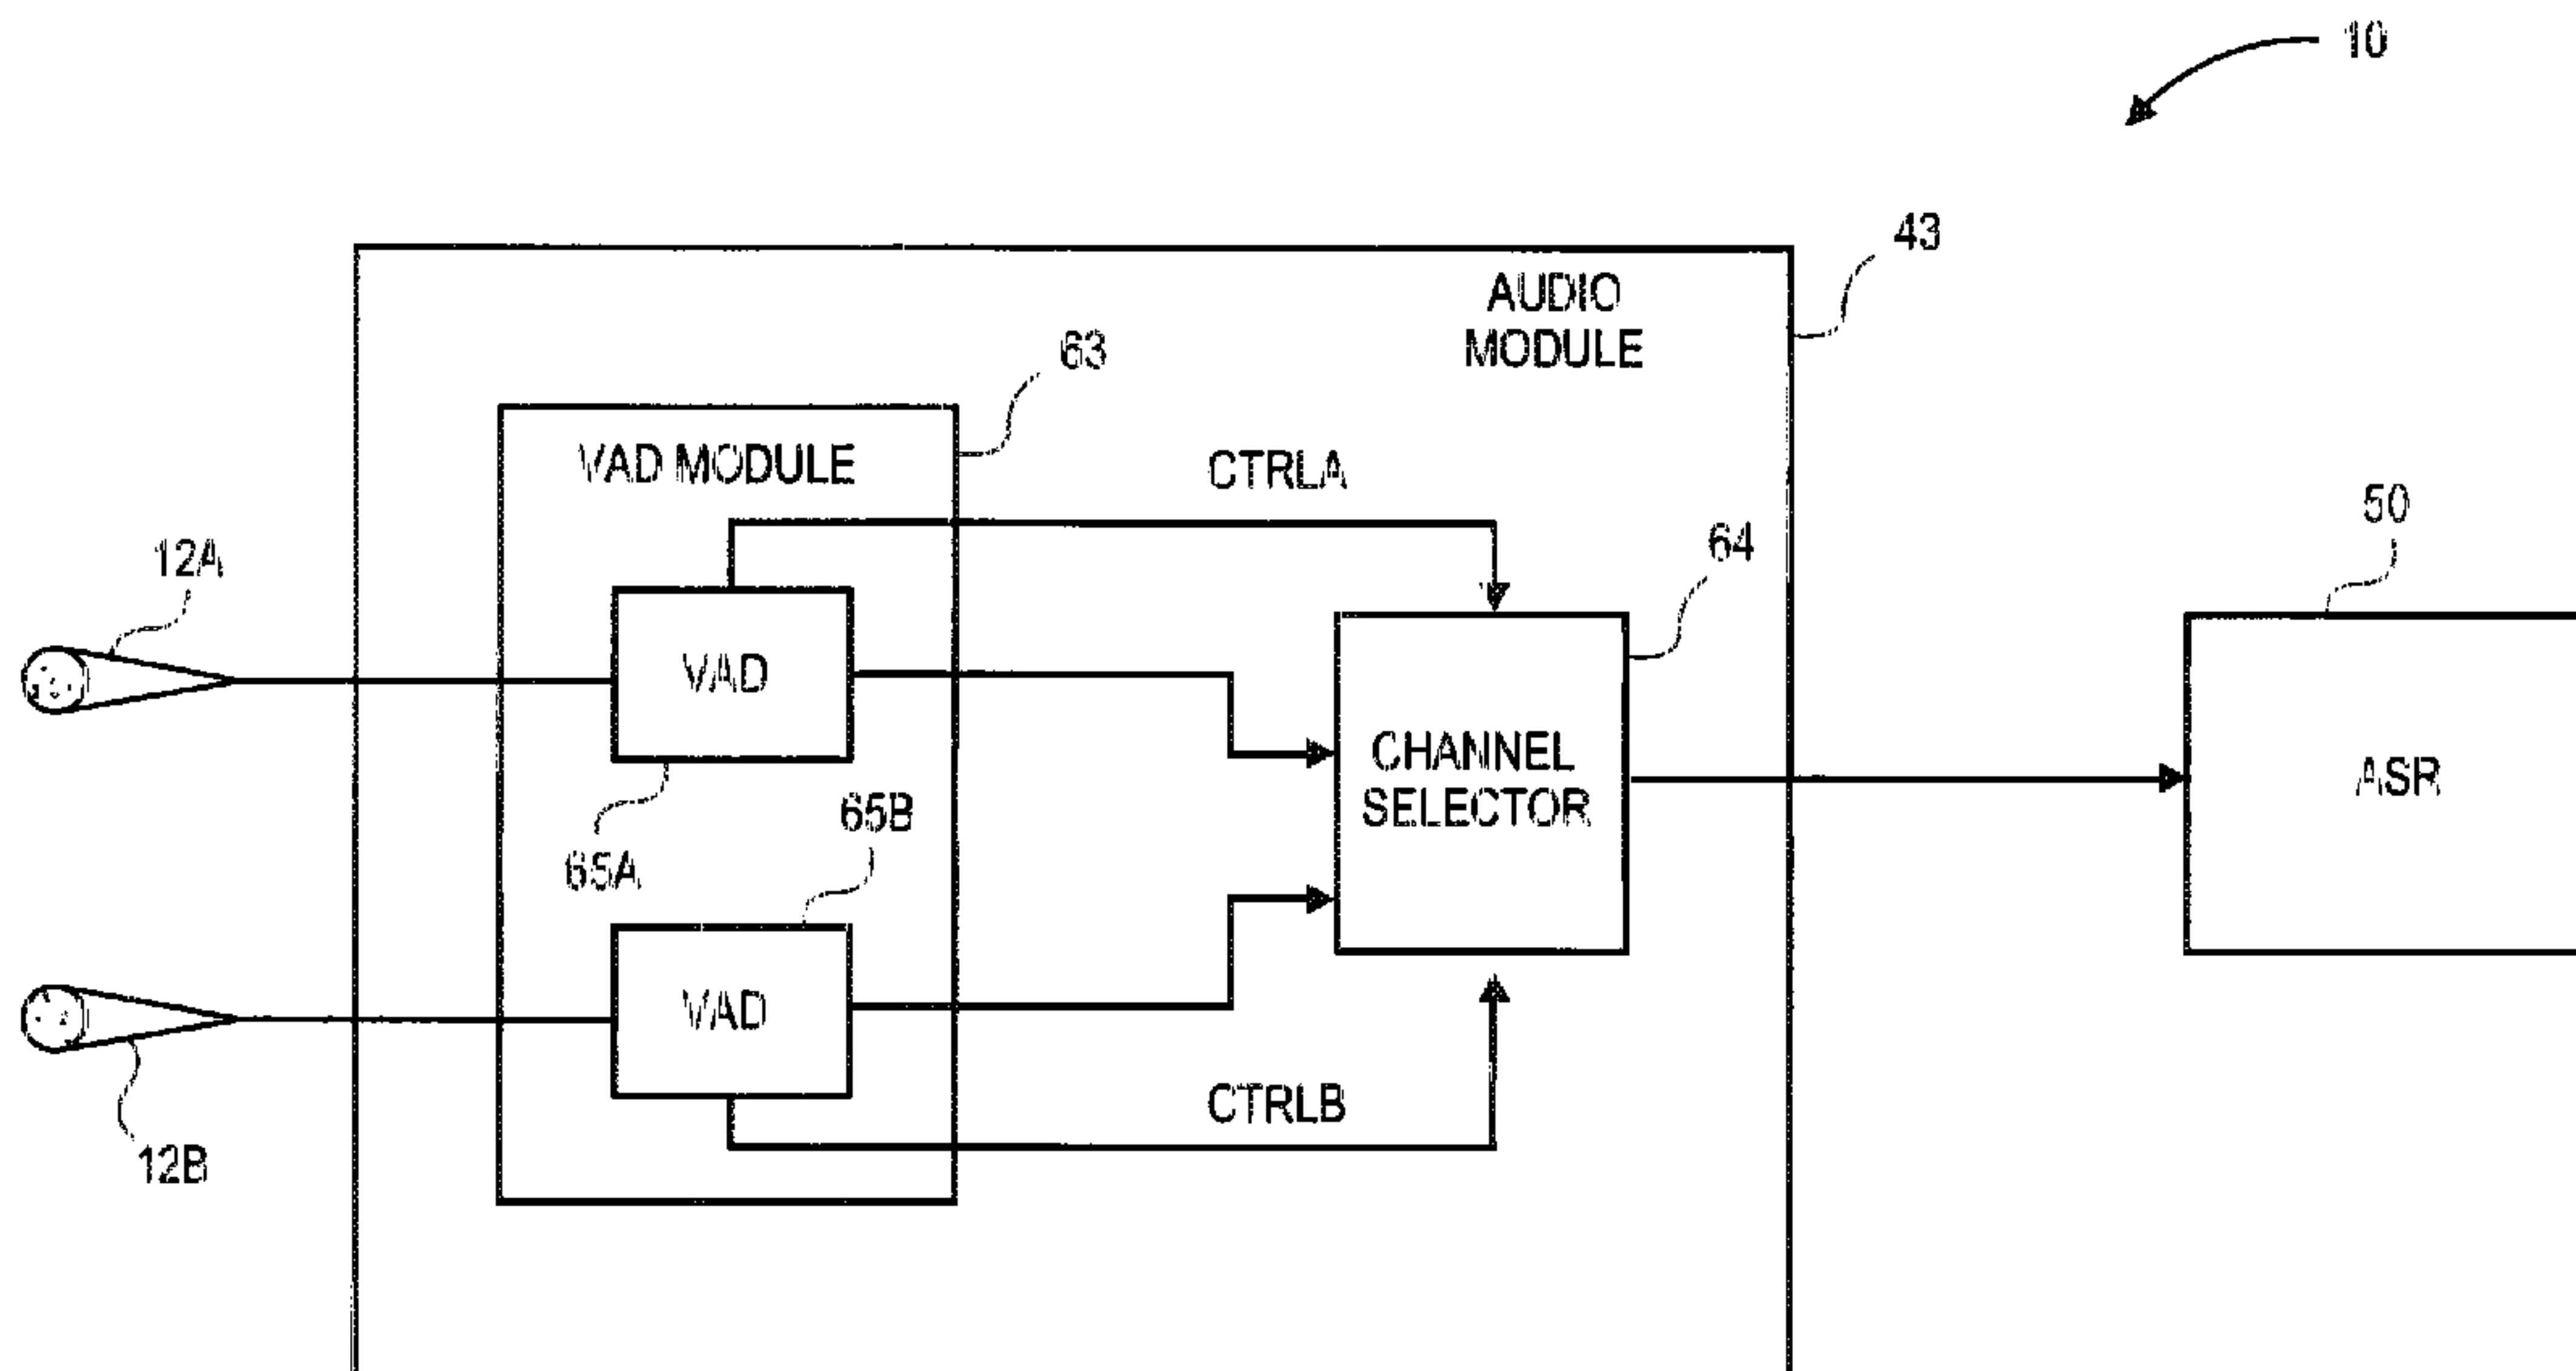 10
43
AUDIO
MODULE
63
VAD MODULE
CTRLA
50
12A
64
VAD
CHANNEL
SELECTOR
ASR
65B
65A
VAD
CTRLB
12B